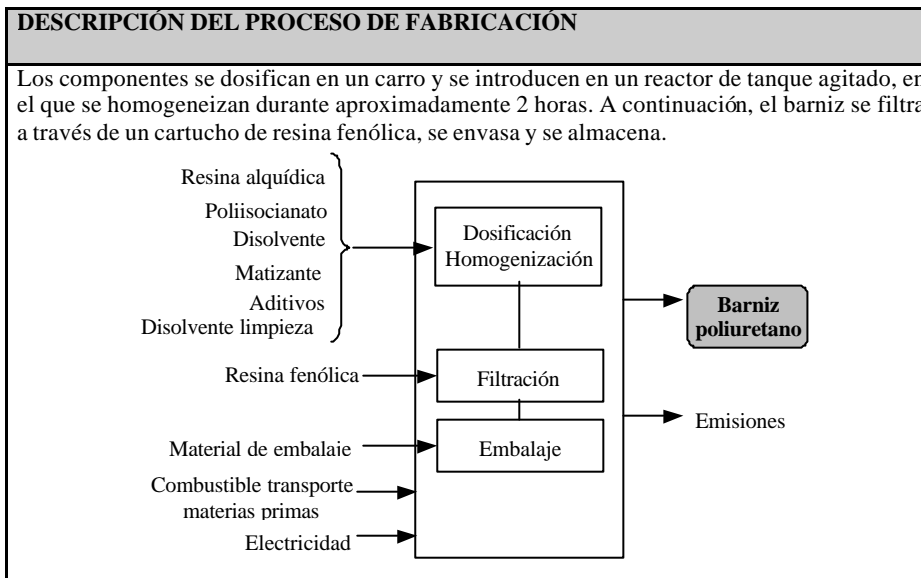 DESCRIPCIÓN DEL PROCESO DE FABRICACIÓN
Los componentes se dosifican en un carro y se introducen en un reactor de tanque agitado, en
el que se homogeneizan durante aproximadamente 2 horas. A continuación, el barniz se filtra
a través de un cartucho de resina fenólica, se envasa y se almacena.
Resina alquídica
Poliisocianato
Disolvente
Matizante
Aditivos
Disolvente limpieza
Dosificación
Homogenización
Barniz
poliuretano
Resina fenólica
Filtración
Emisiones
Material de embalaje
Embalaje
Combustible transporte
materias primas
Electricidad